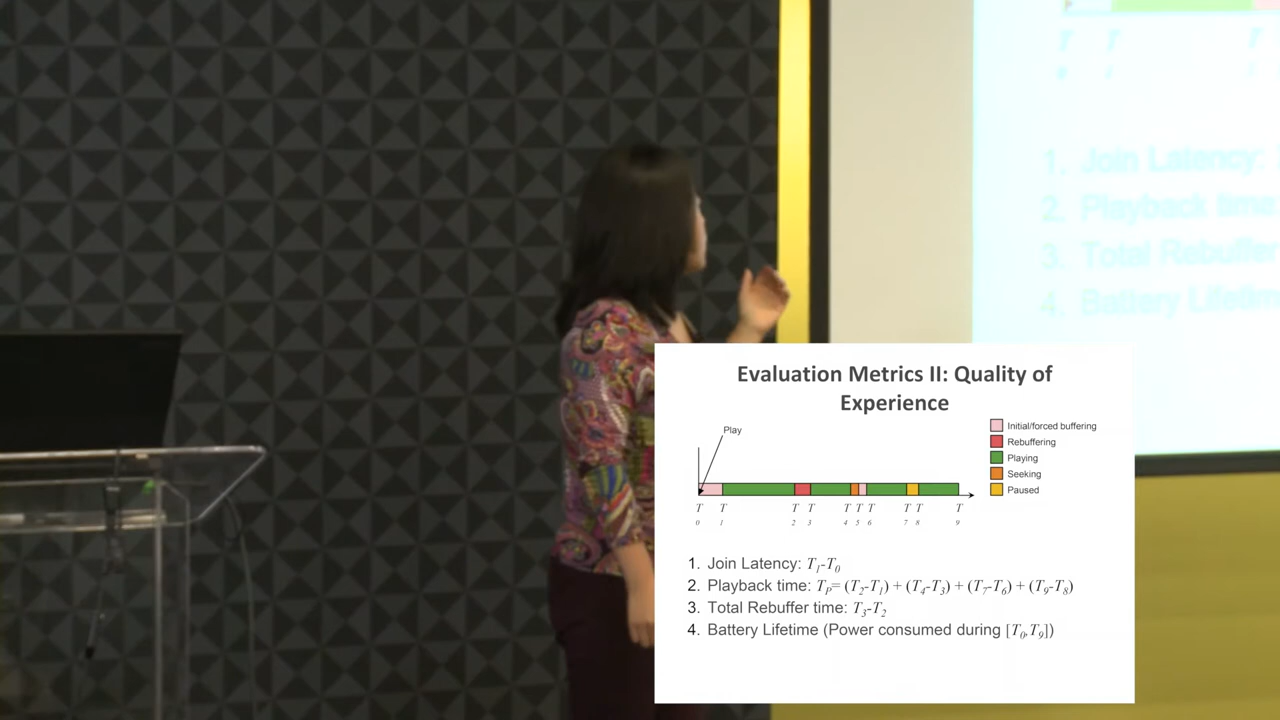 Evaluation Metrics II: Quality of
Experience
Play
Initial/forced buffering
Rebuffering
Playing
Seeking
Paused
T T T T T T T T T T
0 1 2 3 4 5 6 7 8 9
1. Join Latency: T1-T0
2. Playback time: TP= (T2-T1) + (T4-T3) + (T7-T6) + (T9-T8)
3. Total Rebuffer time: T3-T2
4. Battery Lifetime (Power consumed during [T0,T9])
1. Join Latency:
2. Playback time
3. Total Rebuffer
4. Battery Lifetim